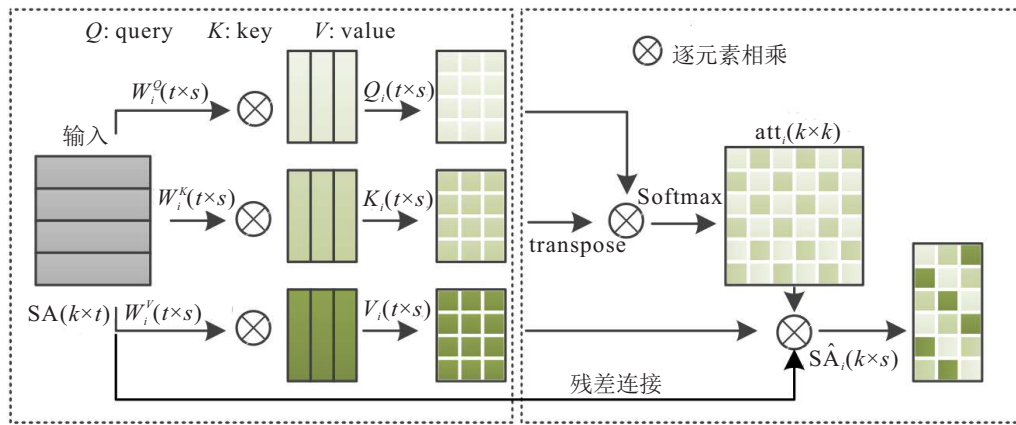 Q: query K: key V: value
逐元素相乘
W_i^Q(t×s)
Q_i(t×s)
输入
att_i(k×k)
W_i^K(t×s)
K_i(t×s)
Softmax
transpose
SA(k×t)
W_i^V(t×s)
V_i(t×s)
SÂ_i(k×s)
残差连接